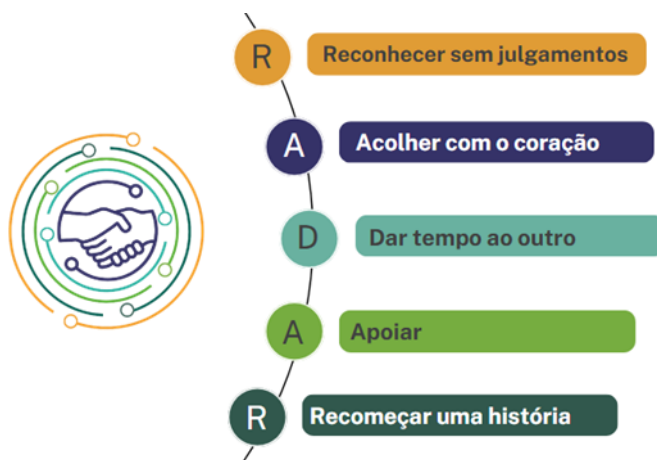 R Reconhecer sem julgamentos
A Acolher com o coração
D Dar tempo ao outro
A Apoiar
R Recomeçar uma história